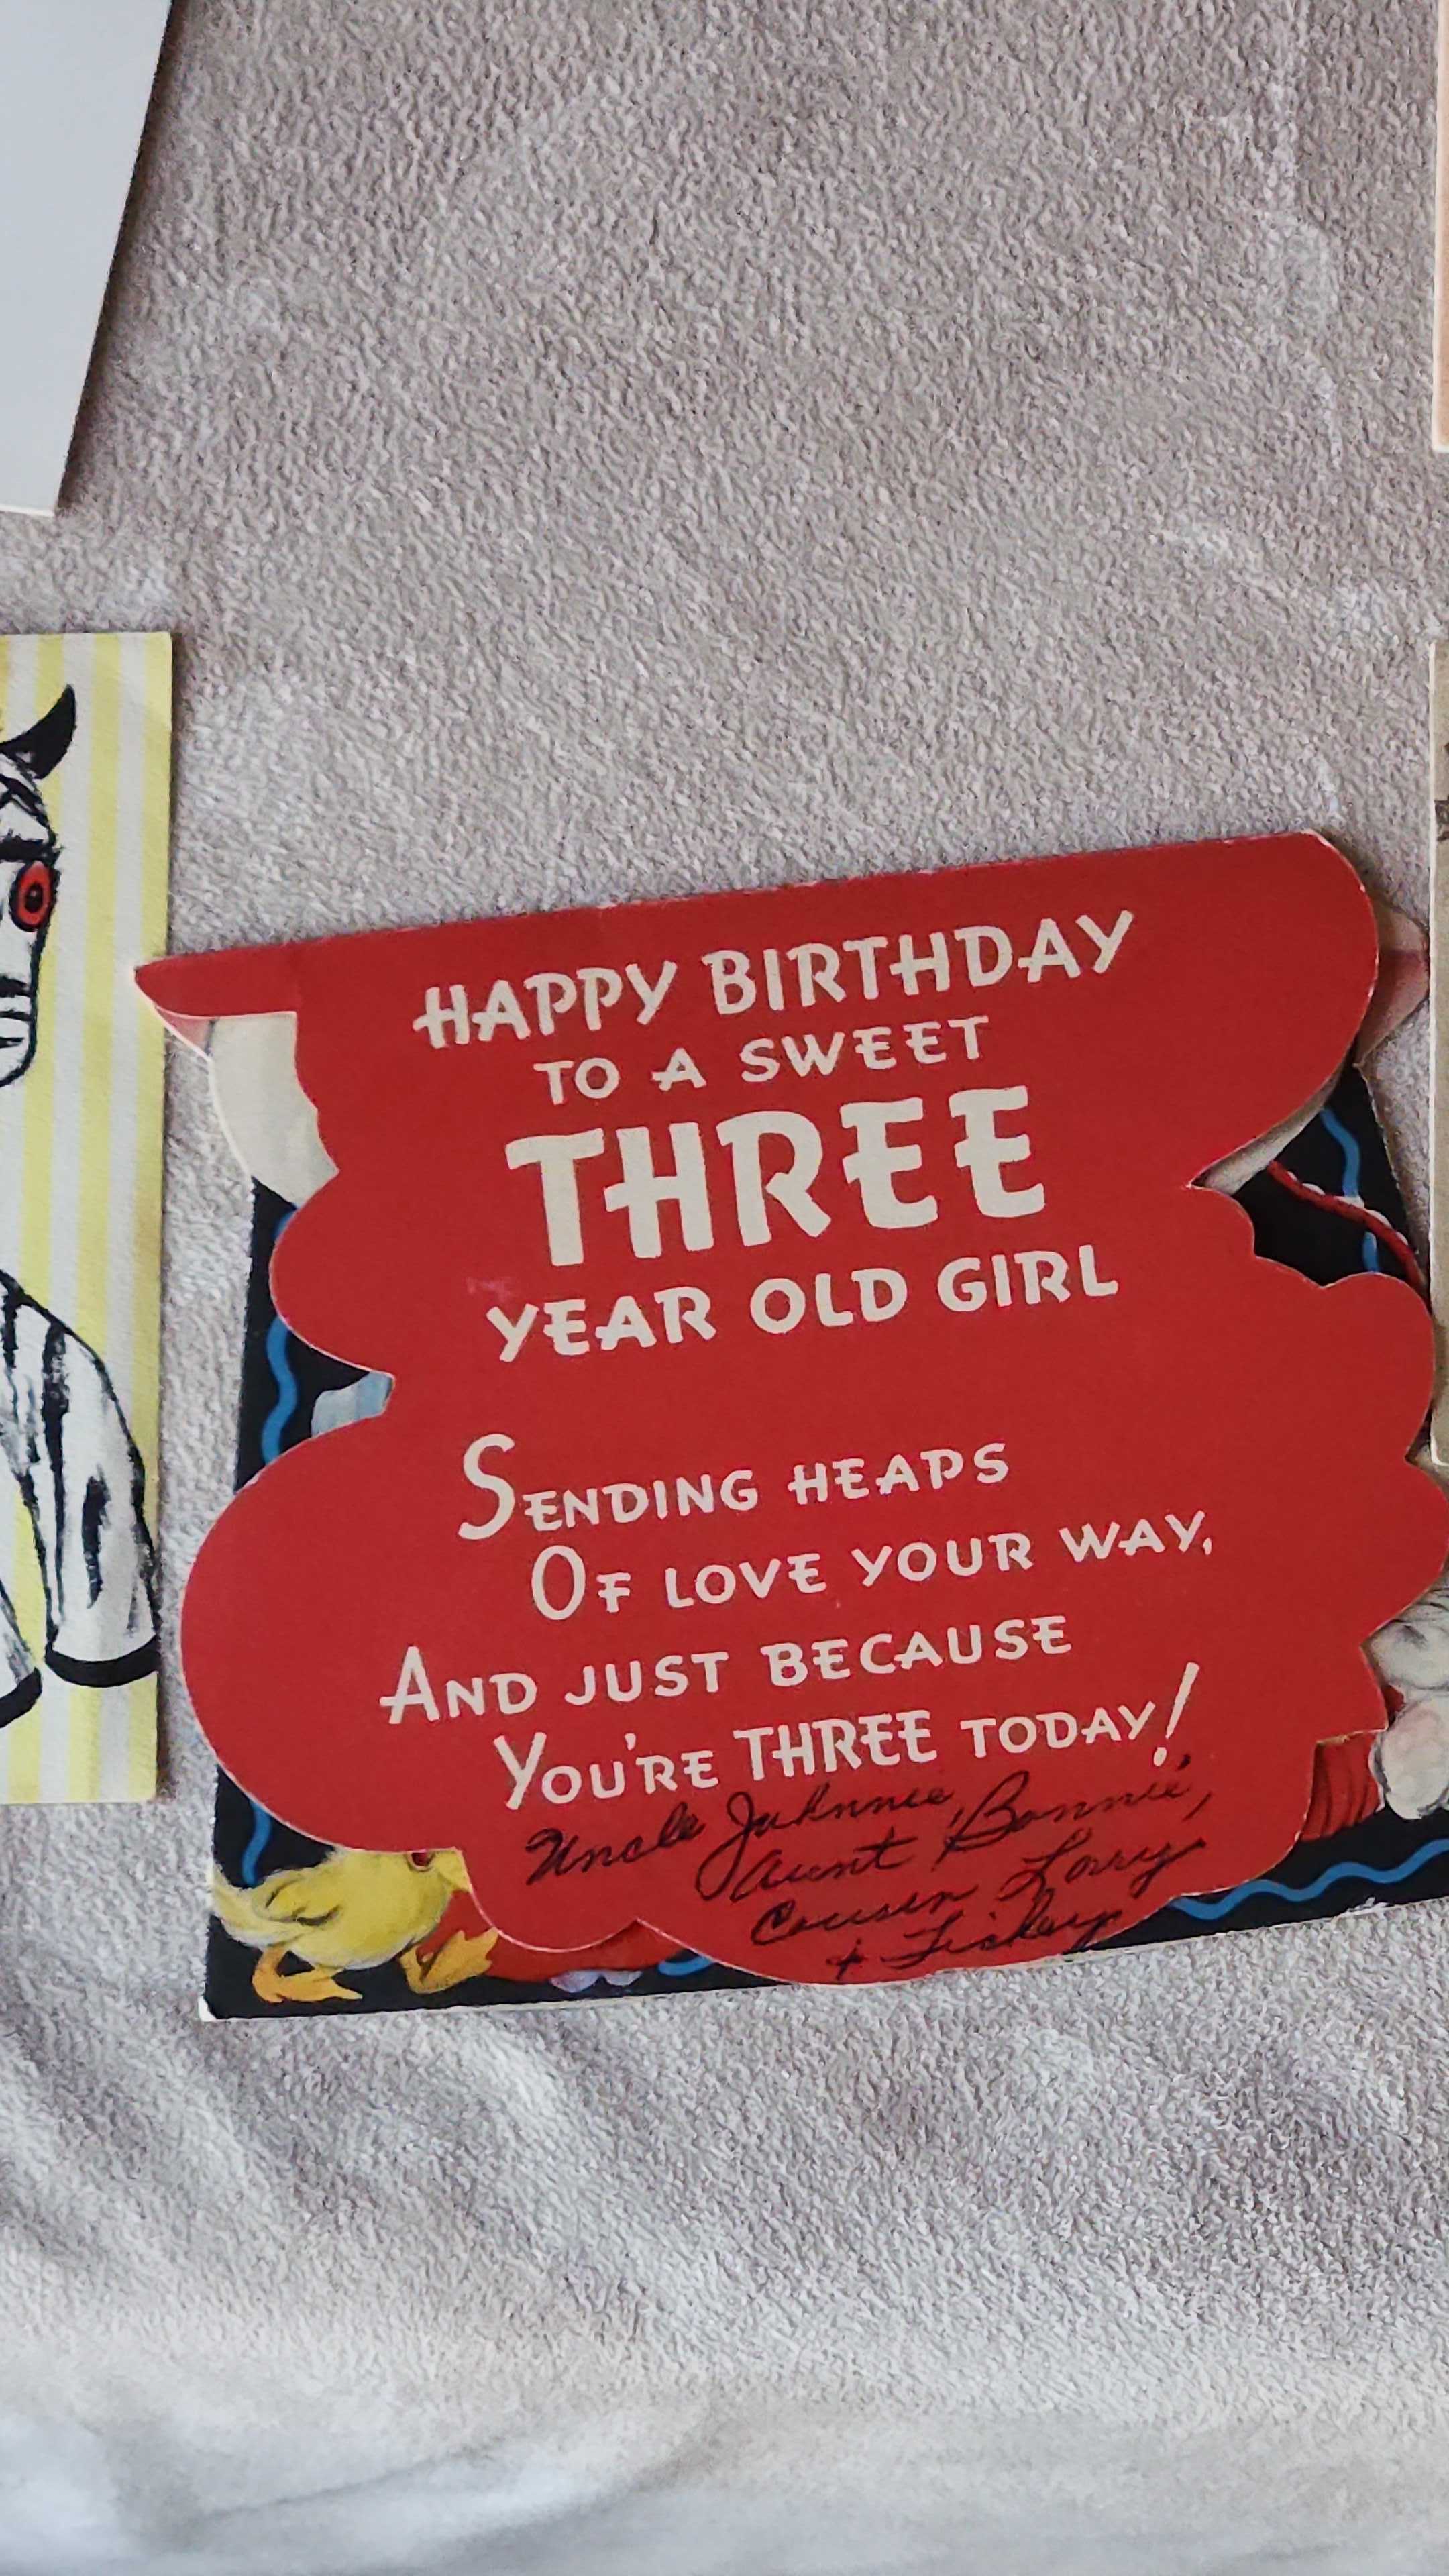 HAPPY BIRTHDAY
TO A SWEET
THREE
YEAR OLD GIRL
SENDING HEAPS
OF LOVE YOUR WAY,
AND JUST BECAUSE
YOU'RE THREE TODAY!
Uncle Johnnie,
Aunt Bonnie,
Cousin Larry
+